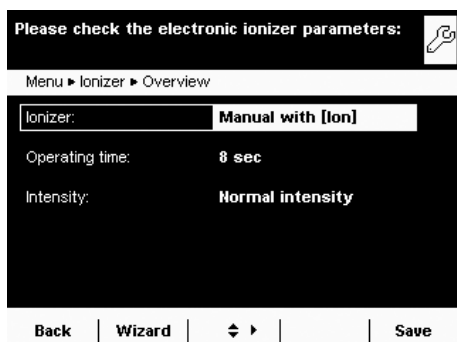 Please check the electronic ionizer parameters:
Menu ▸ Ionizer ▸ Overview
Ionizer: Manual with [Ion]
Operating time: 8 sec
Intensity: Normal intensity
Back Wizard Save